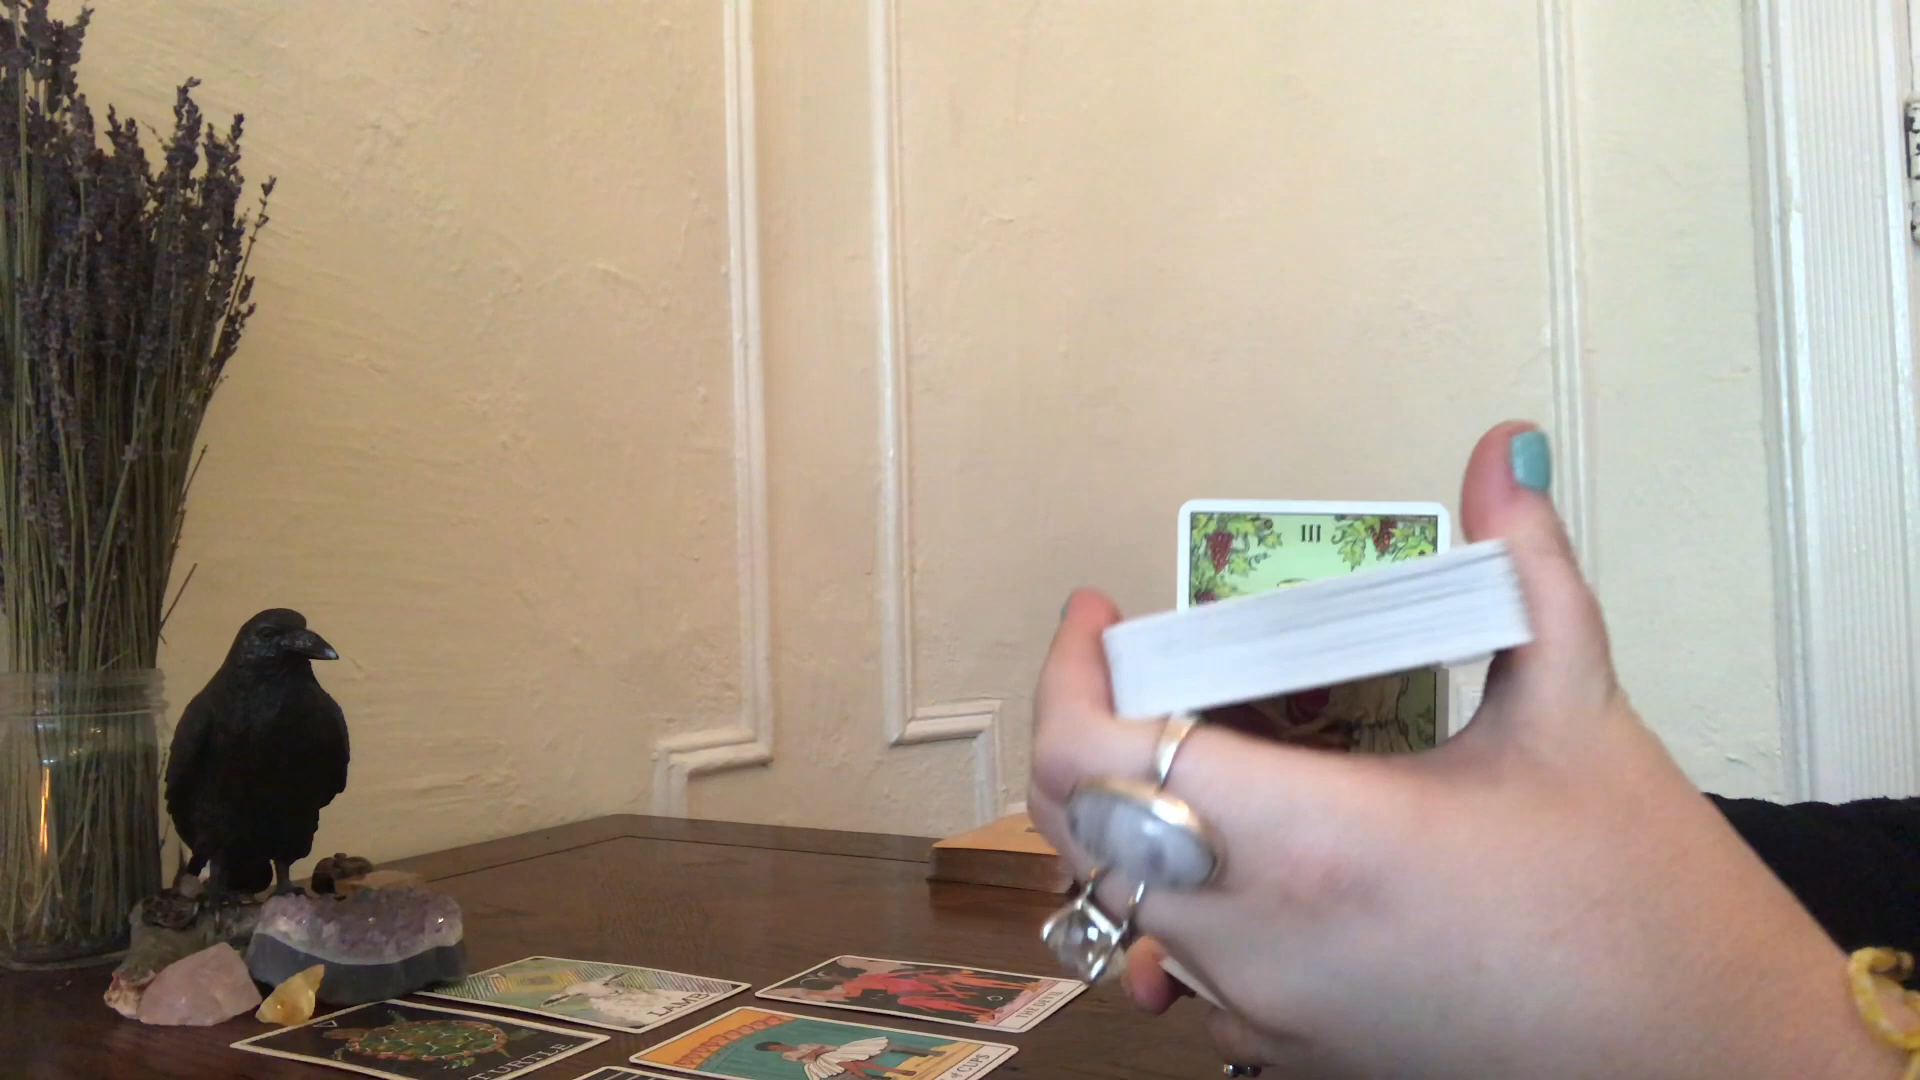 III
LAMB
THE DEVIL
TURTLE
of CUPS